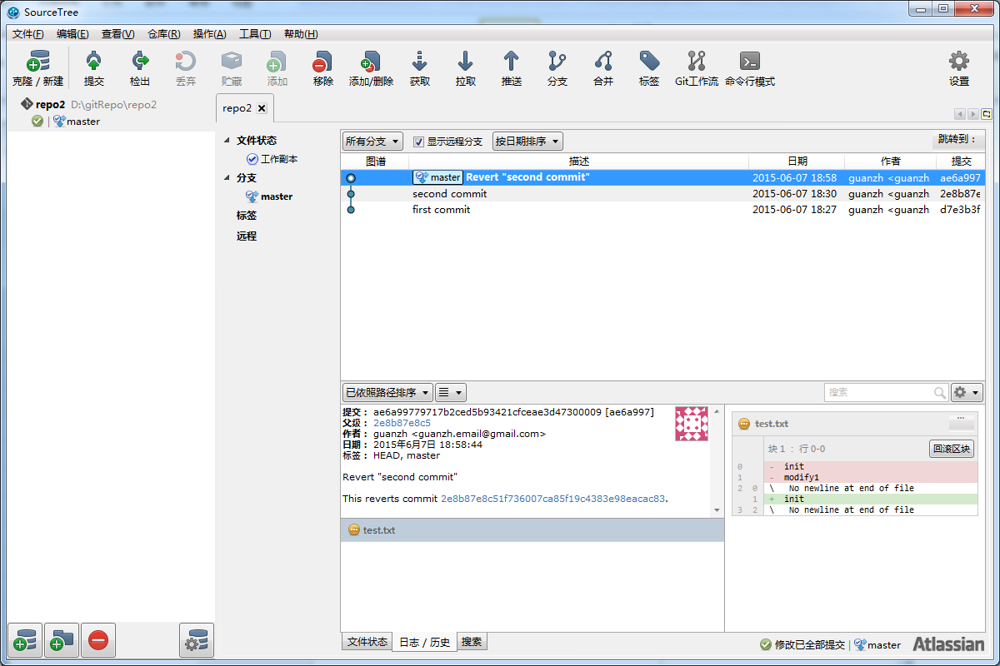 SourceTree
文件(F) 编辑(E) 查看(V) 仓库(R) 操作(A) 工具(T) 帮助(H)
克隆 / 新建 提交 检出 丢弃 贮藏 添加 移除 添加/删除 获取 拉取 推送 分支 合并 标签 Git工作流 命令行模式 设置
repo2 D:\gitRepo\repo2
master
repo2
文件状态
工作副本
分支
master
标签
远程
所有分支 显示远程分支 按日期排序 跳转到：
图谱 描述 日期 作者 提交
master Revert "second commit" 2015-06-07 18:58 guanzh <guanzh ae6a997
second commit 2015-06-07 18:30 guanzh <guanzh 2e8b87e
first commit 2015-06-07 18:27 guanzh <guanzh d7e3b3f
已依照路径排序 搜索
提交： ae6a99779717b2ced5b93421cfceae3d47300009 [ae6a997]
父级： 2e8b87e8c5
作者： guanzh <guanzh.email@gmail.com>
日期： 2015年6月7日 18:58:44
标签： HEAD, master
Revert "second commit"
This reverts commit 2e8b87e8c51f736007ca85f19c4383e98eacac83.
test.txt
test.txt
块 1 ： 行 0-0 回滚区块
0 - init
1 - modify1
2 0 \ No newline at end of file
1 + init
3 2 \ No newline at end of file
文件状态 日志 / 历史 搜索
修改已全部提交 master Atlassian